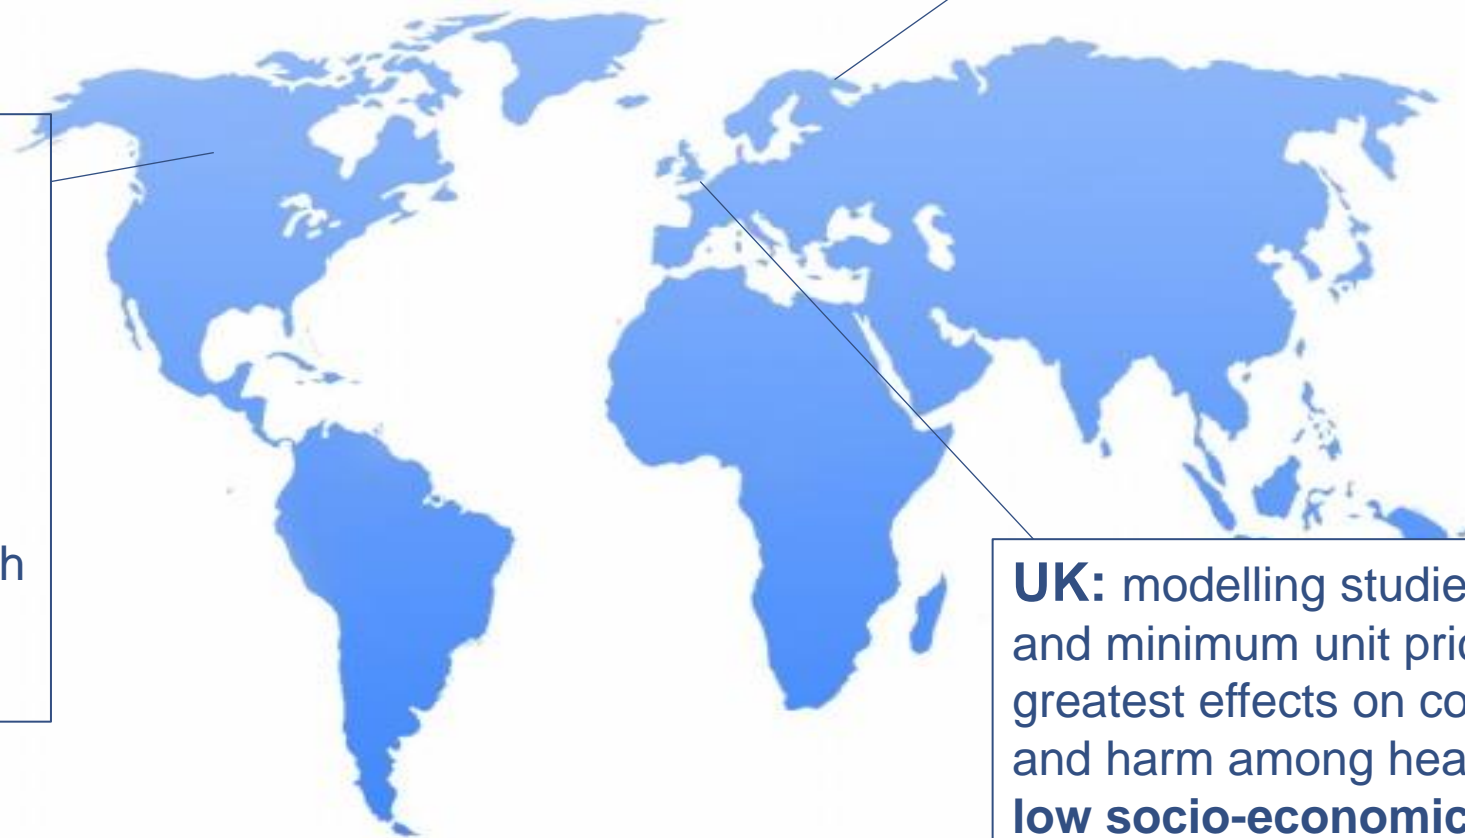 h
UK: modelling studie
and minimum unit pric
greatest effects on co
and harm among hea
low socio-economic